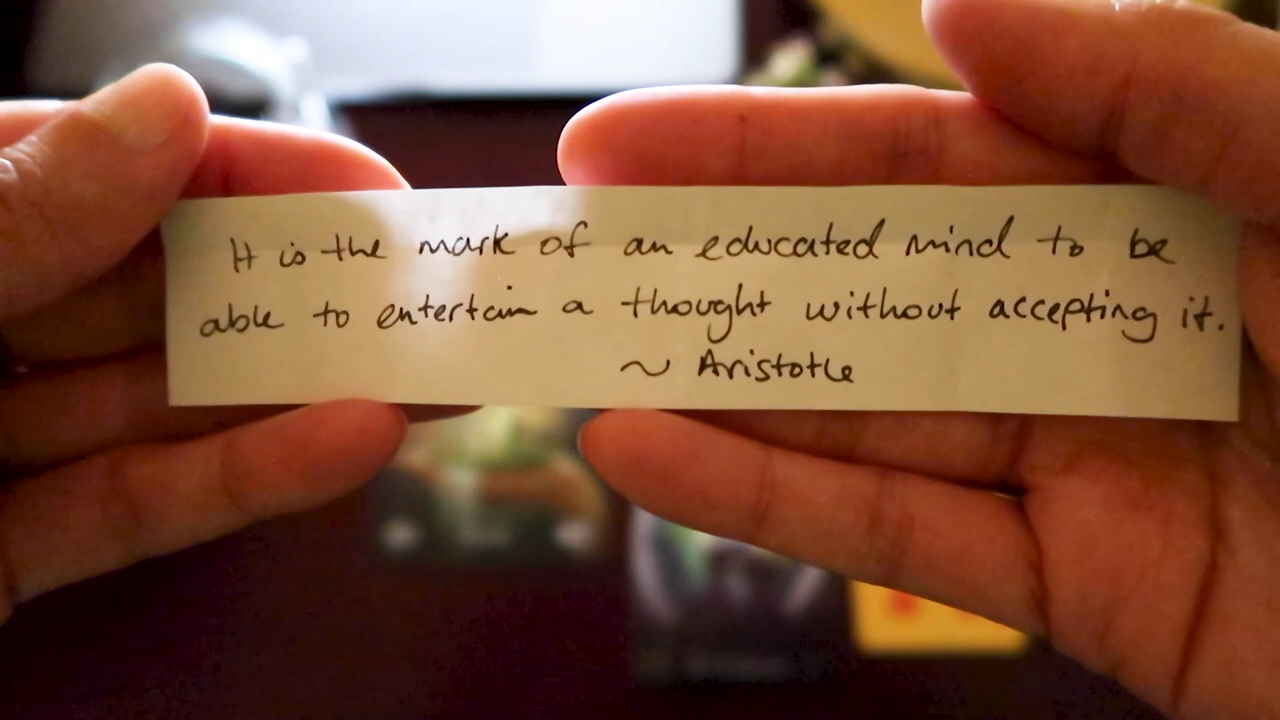 It is the mark of an educated mind to be
able to entertain a thought without accepting it.
~ Aristotle